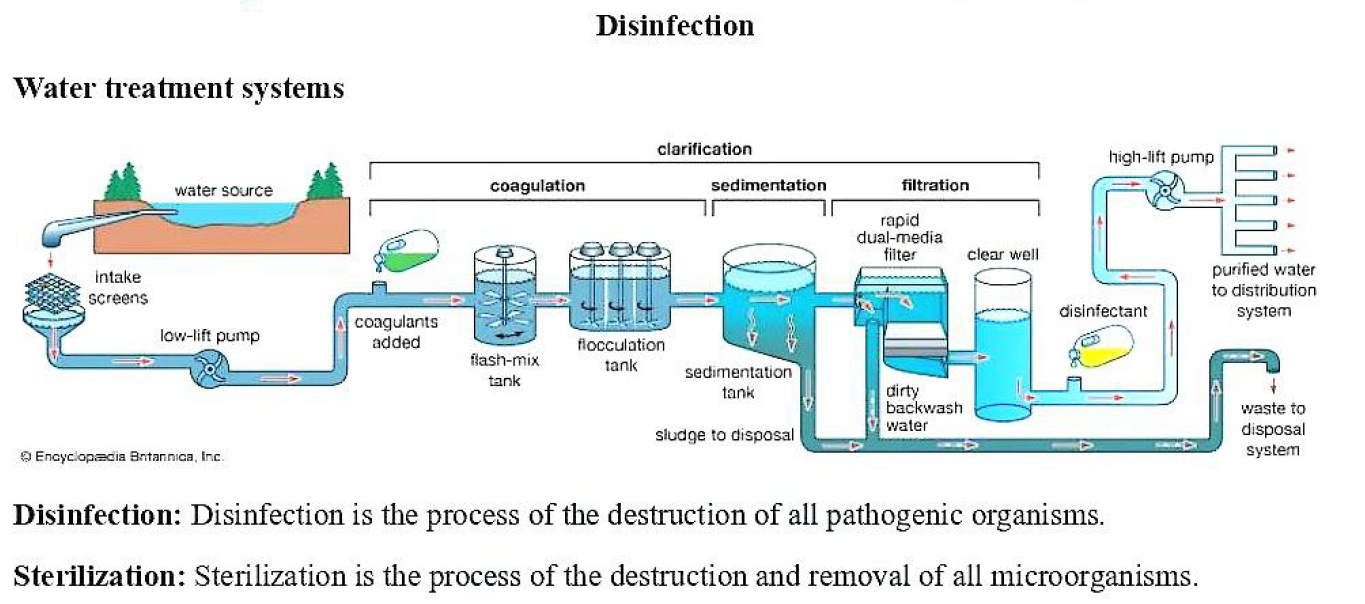 Disinfection
Water treatment systems
clarification
coagulation
sedimentation
filtration
high-lift pump
water source
rapid
dual-media
filter
clear well
intake
screens
purified water
to distribution
system
disinfectant
low-lift pump
coagulants
added
flash-mix
tank
flocculation
tank
sedimentation
tank
dirty
backwash
water
sludge to disposal
waste to
disposal
system
© Encyclopædia Britannica, Inc.
Disinfection: Disinfection is the process of the destruction of all pathogenic organisms.
Sterilization: Sterilization is the process of the destruction and removal of all microorganisms.